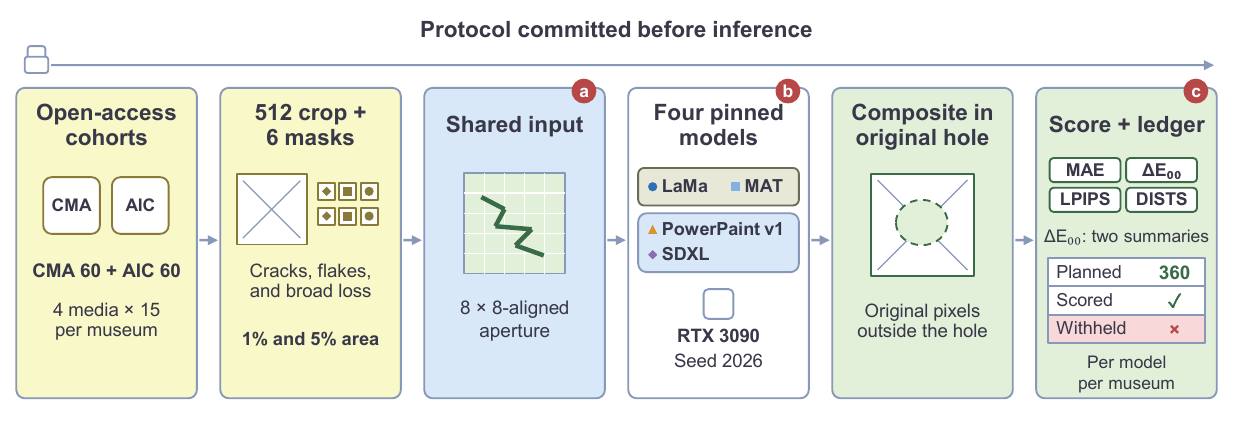 Protocol committed before inference
Open-access
cohorts
CMA
AIC
CMA 60 + AIC 60
4 media × 15
per museum
512 crop +
6 masks
Cracks, flakes,
and broad loss
1% and 5% area
a
Shared input
8 × 8-aligned
aperture
b
Four pinned
models
LaMa
MAT
PowerPaint v1
SDXL
RTX 3090
Seed 2026
Composite in
original hole
Original pixels
outside the hole
c
Score + ledger
MAE
ΔE₀₀
LPIPS
DISTS
ΔE₀₀: two summaries
Planned 360
Scored ✓
Withheld ×
Per model
per museum